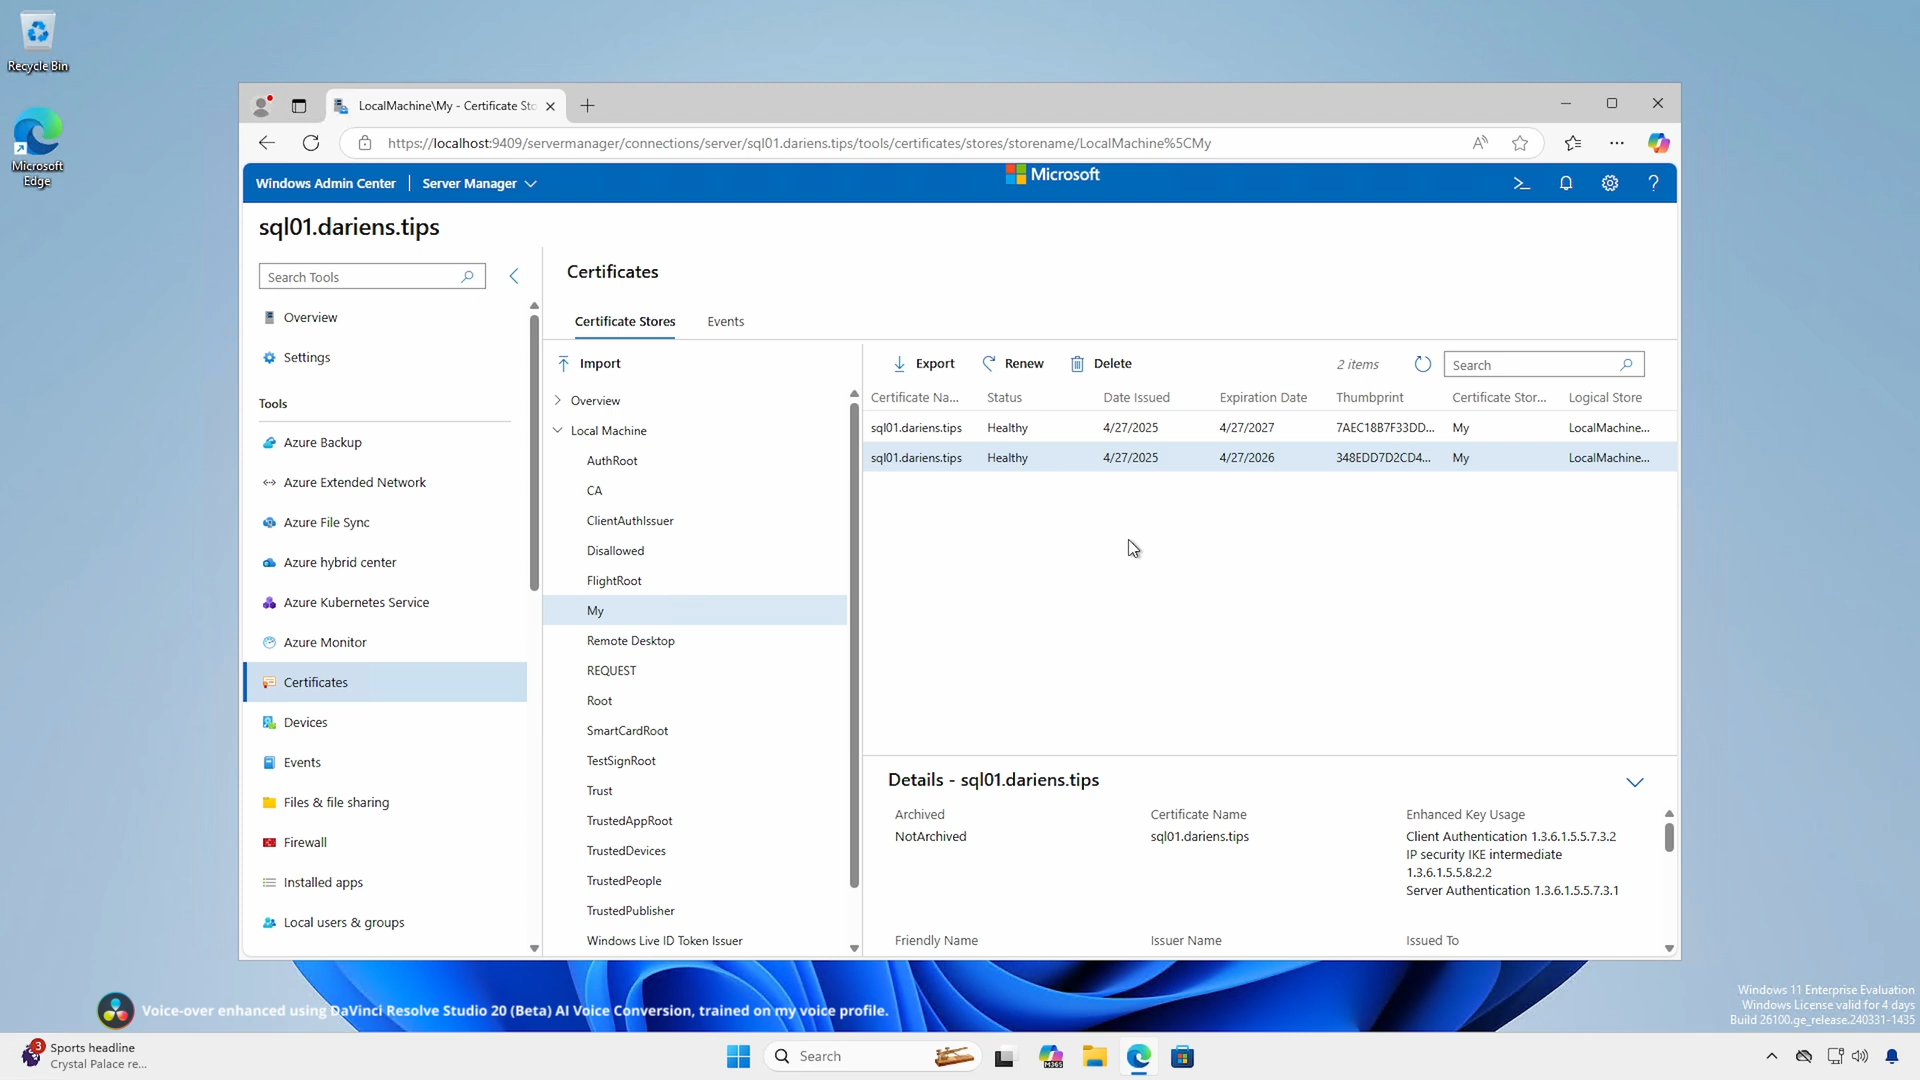 Recycle Bin
Microsoft
Edge
LocalMachine\My - Certificate Sto
https://localhost:9409/servermanager/connections/server/sql01.dariens.tips/tools/certificates/stores/storename/LocalMachine%5CMy
Windows Admin Center
Server Manager
Microsoft
sql01.dariens.tips
Search Tools
Overview
Settings
Tools
Azure Backup
Azure Extended Network
Azure File Sync
Azure hybrid center
Azure Kubernetes Service
Azure Monitor
Certificates
Devices
Events
Files & file sharing
Firewall
Installed apps
Local users & groups
Certificates
Certificate Stores
Events
Import
Overview
Local Machine
AuthRoot
CA
ClientAuthIssuer
Disallowed
FlightRoot
My
Remote Desktop
REQUEST
Root
SmartCardRoot
TestSignRoot
Trust
TrustedAppRoot
TrustedDevices
TrustedPeople
TrustedPublisher
Windows Live ID Token Issuer
Export Renew Delete 2 items Search
Certificate Na... Status Date Issued Expiration Date Thumbprint Certificate Stor... Logical Store
sql01.dariens.tips Healthy 4/27/2025 4/27/2027 7AEC18B7F33DD... My LocalMachine...
sql01.dariens.tips Healthy 4/27/2025 4/27/2026 348EDD7D2CD4... My LocalMachine...
Details - sql01.dariens.tips
Archived
NotArchived
Certificate Name
sql01.dariens.tips
Enhanced Key Usage
Client Authentication 1.3.6.1.5.5.7.3.2
IP security IKE intermediate
1.3.6.1.5.5.8.2.2
Server Authentication 1.3.6.1.5.5.7.3.1
Friendly Name
Issuer Name
Issued To
Voice-over enhanced using DaVinci Resolve Studio 20 (Beta) AI Voice Conversion, trained on my voice profile.
Windows 11 Enterprise Evaluation
Windows License valid for 4 days
Build 26100.ge_release.240331-1435
3
Sports headline
Crystal Palace re...
Search
M365